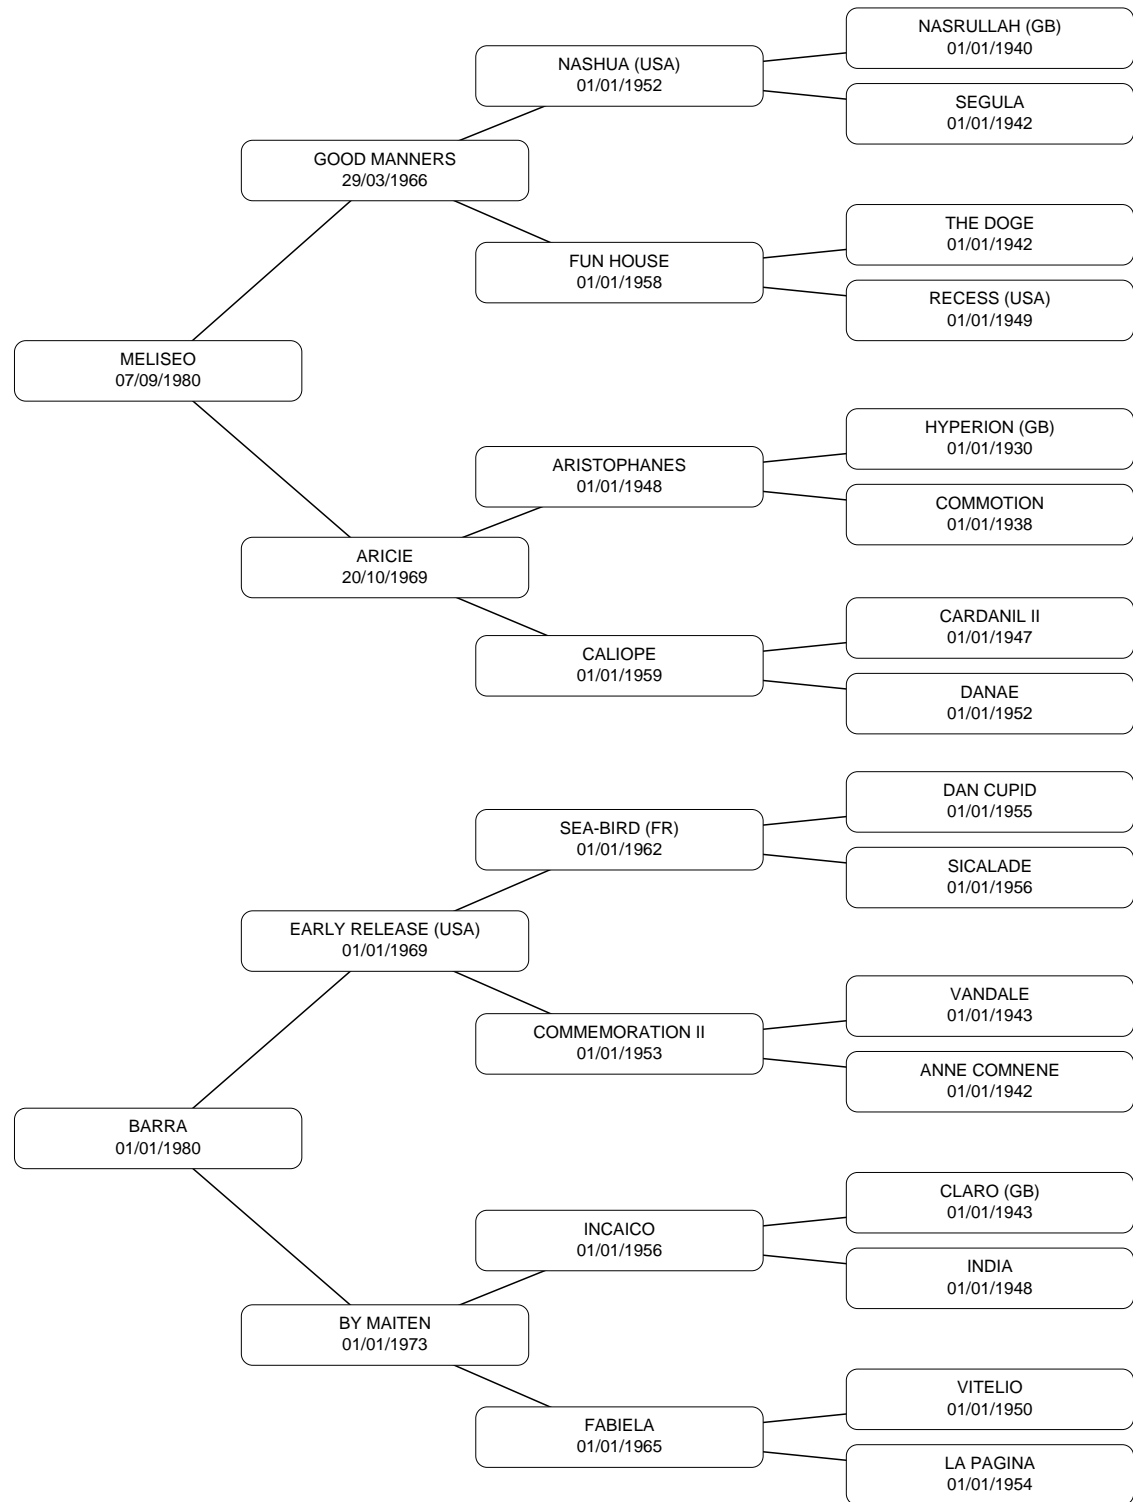 NASRULLAH (GB)
01/01/1940
NASHUA (USA)
01/01/1952
SEGULA
01/01/1942
GOOD MANNERS
29/03/1966
THE DOGE
01/01/1942
FUN HOUSE
01/01/1958
RECESS (USA)
01/01/1949
MELISEO
07/09/1980
HYPERION (GB)
01/01/1930
ARISTOPHANES
01/01/1948
COMMOTION
01/01/1938
ARICIE
20/10/1969
CARDANIL II
01/01/1947
CALIOPE
01/01/1959
DANAE
01/01/1952
DAN CUPID
01/01/1955
SEA-BIRD (FR)
01/01/1962
SICALADE
01/01/1956
EARLY RELEASE (USA)
01/01/1969
VANDALE
01/01/1943
COMMEMORATION II
01/01/1953
ANNE COMNENE
01/01/1942
BARRA
01/01/1980
CLARO (GB)
01/01/1943
INCAICO
01/01/1956
INDIA
01/01/1948
BY MAITEN
01/01/1973
VITELIO
01/01/1950
FABIELA
01/01/1965
LA PAGINA
01/01/1954